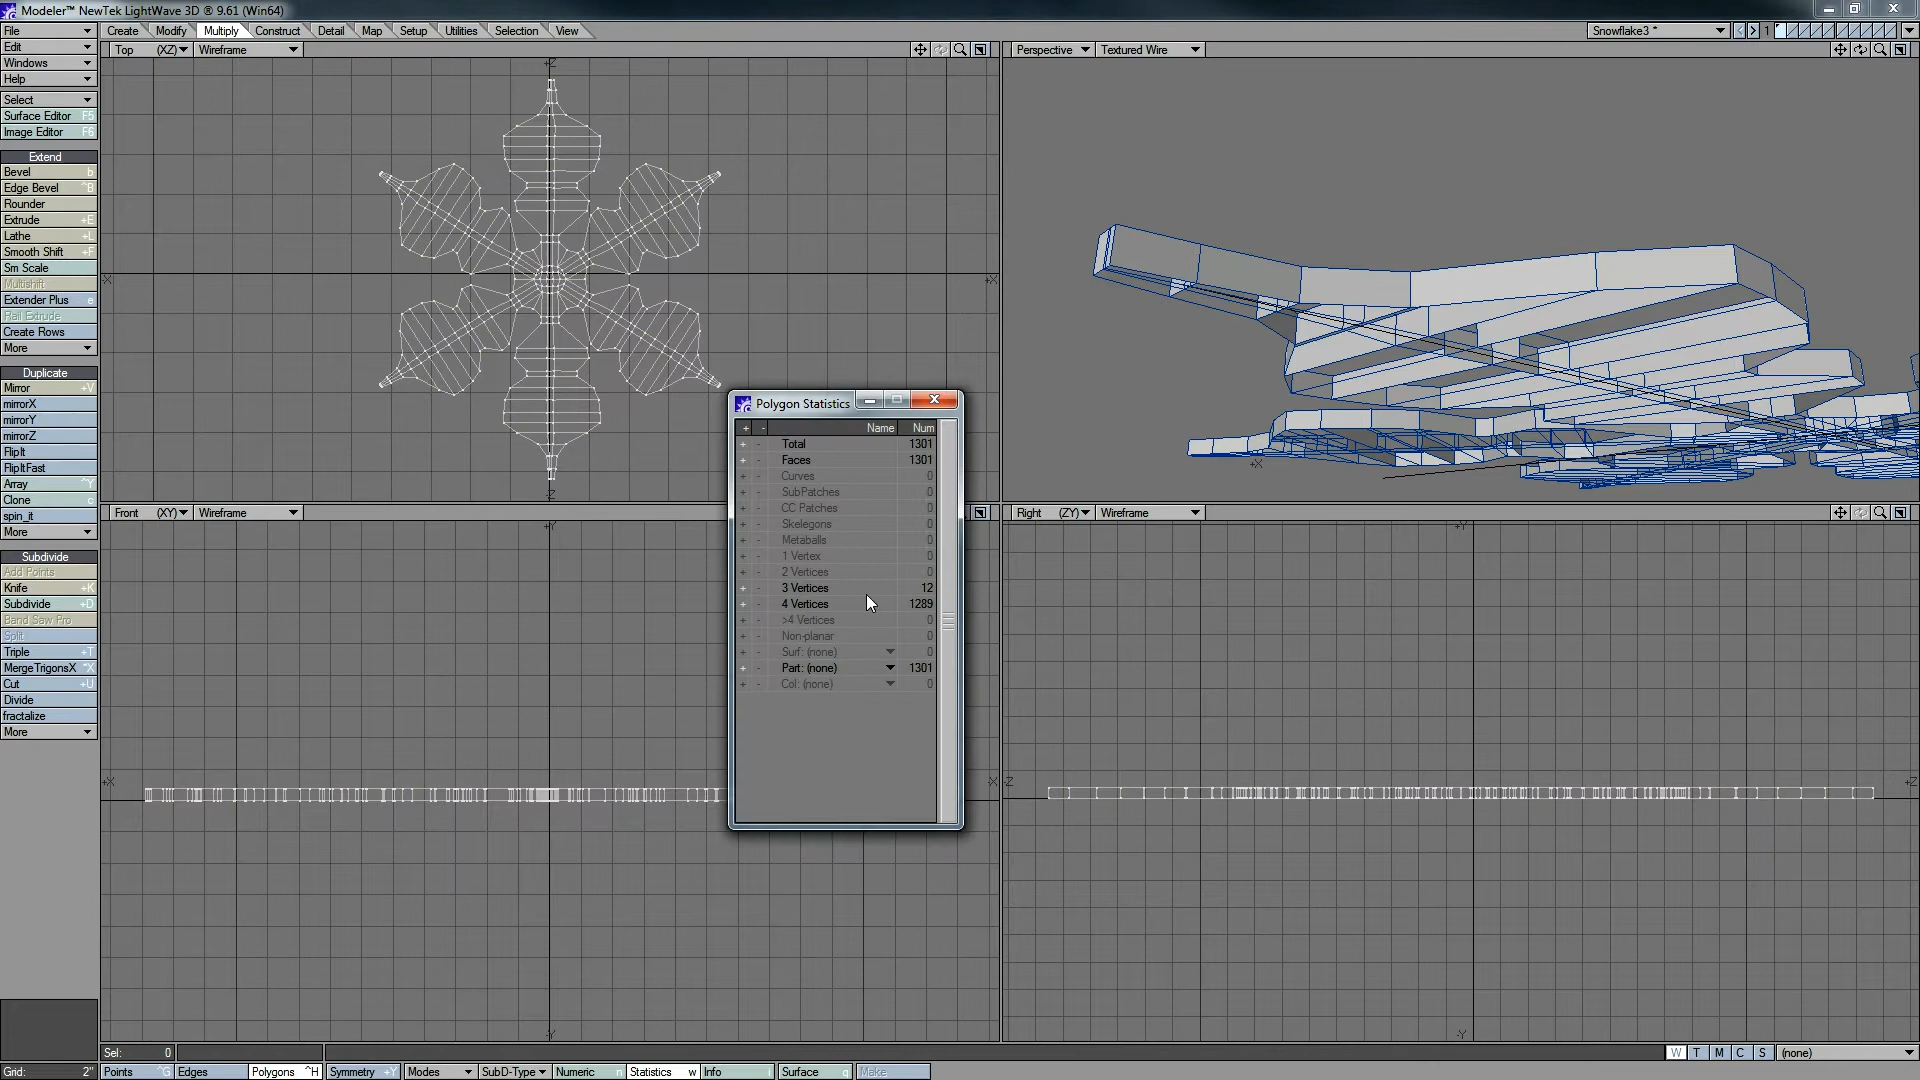 Modeler™ NewTek LightWave 3D ® 9.61 (Win64)
File
Edit
Windows
Help
Create Modify Multiply Construct Detail Map Setup Utilities Selection View
Snowflake3 * 1
Top (XZ) Wireframe
Perspective Textured Wire
Select
Surface Editor F5
Image Editor F6
Extend
Bevel b
Edge Bevel ^B
Rounder
Extrude +E
Lathe +L
Smooth Shift +F
Sm Scale
Multishift
Extender Plus e
Rail Extrude
Create Rows
More
Duplicate
Mirror +V
mirrorX
mirrorY
mirrorZ
FlipIt
FlipItFast
Array ^Y
Clone c
spin_it
More
Subdivide
Add Points
Knife +K
Subdivide +D
Band Saw Pro
Split
Triple +T
MergeTrigonsX *X
Cut +U
Divide
fractalize
More
Polygon Statistics
+ - Name Num
+ - Total 1301
+ - Faces 1301
+ - Curves 0
+ - SubPatches 0
+ - CC Patches 0
+ - Skelegons 0
+ - Metaballs 0
+ - 1 Vertex 0
+ - 2 Vertices 0
+ - 3 Vertices 12
+ - 4 Vertices 1289
+ - >4 Vertices 0
+ - Non-planar 0
+ - Surf: (none) 0
+ - Part: (none) 1301
+ - Col: (none) 0
Front (XY) Wireframe
Right (ZY) Wireframe
Sel: 0
W T M C S (none)
Grid: 2"
Points ^G Edges Polygons ^H Symmetry +Y Modes SubD-Type Numeric n Statistics w Info i Surface q Make